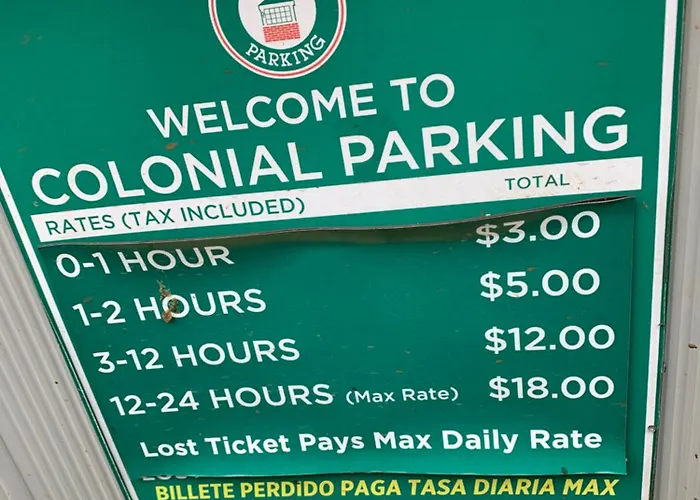 PARKING
WELCOME TO
COLONIAL PARKING
RATES (TAX INCLUDED) TOTAL
0-1 HOUR $3.00
1-2 HOURS $5.00
3-12 HOURS $12.00
12-24 HOURS (Max Rate) $18.00
Lost Ticket Pays Max Daily Rate
BILLETE PERDiDO PAGA TASA DIARIA MAX